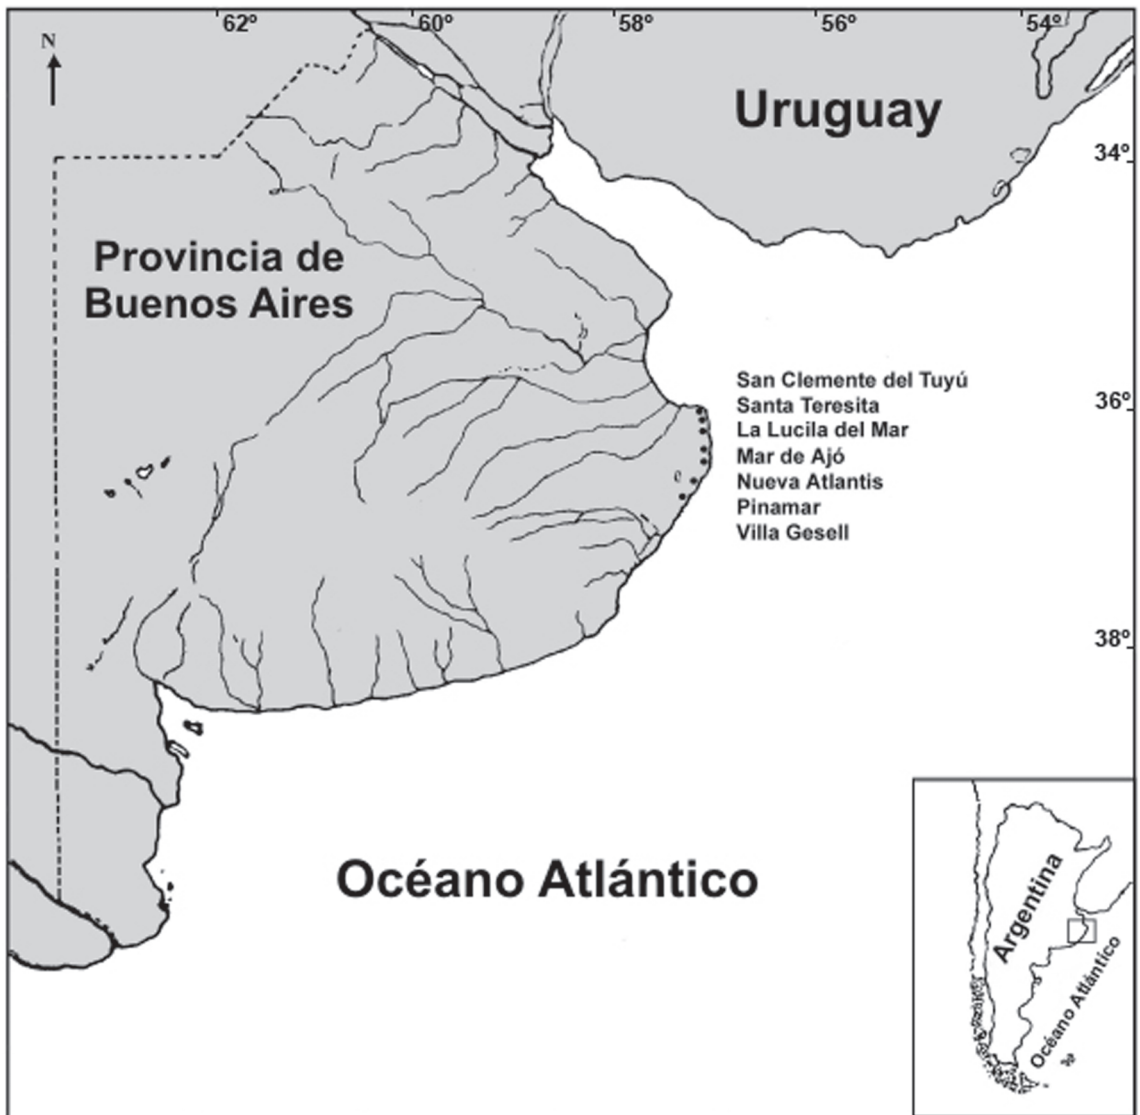 62º 60º 58º 56º 54º
N
Uruguay
34º
Provincia de
Buenos Aires
San Clemente del Tuyú
36º
Santa Teresita
La Lucila del Mar
Mar de Ajó
Nueva Atlantis
Pinamar
Villa Gesell
38º
Océano Atlántico
Argentina
Océano Atlántico